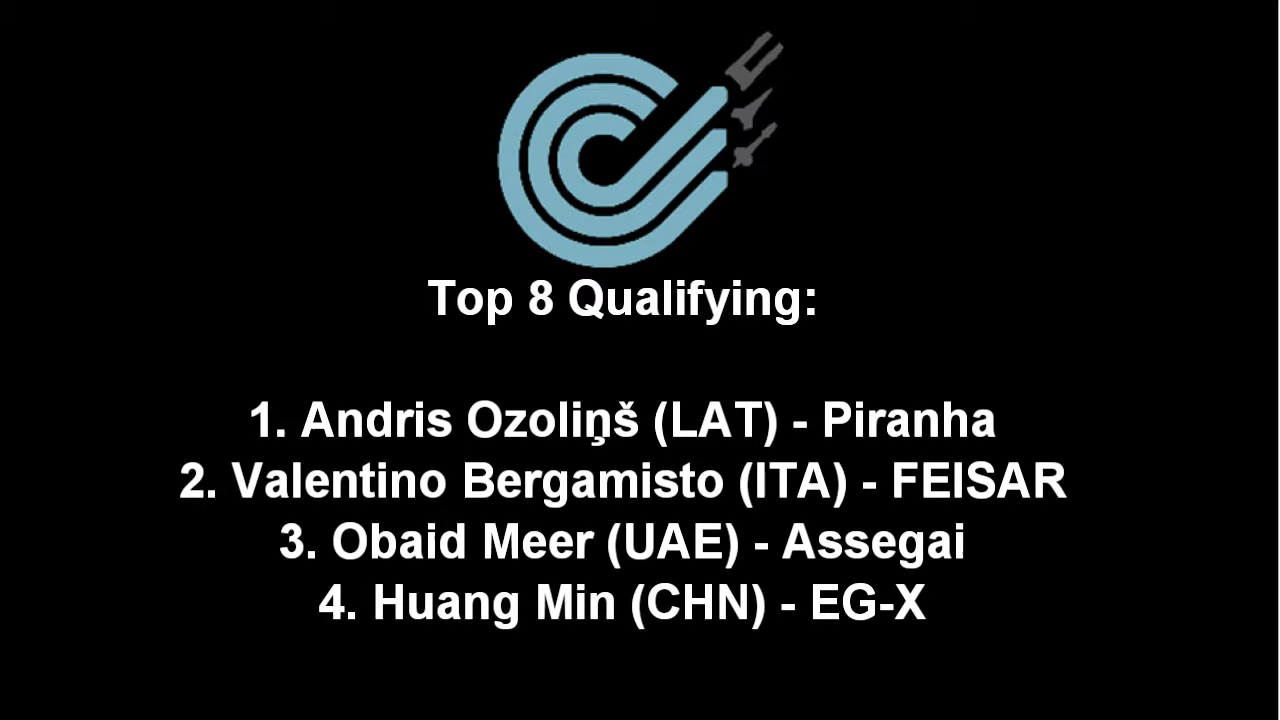 Top 8 Qualifying:
1. Andris Ozoliņš (LAT) - Piranha
2. Valentino Bergamisto (ITA) - FEISAR
3. Obaid Meer (UAE) - Assegai
4. Huang Min (CHN) - EG-X